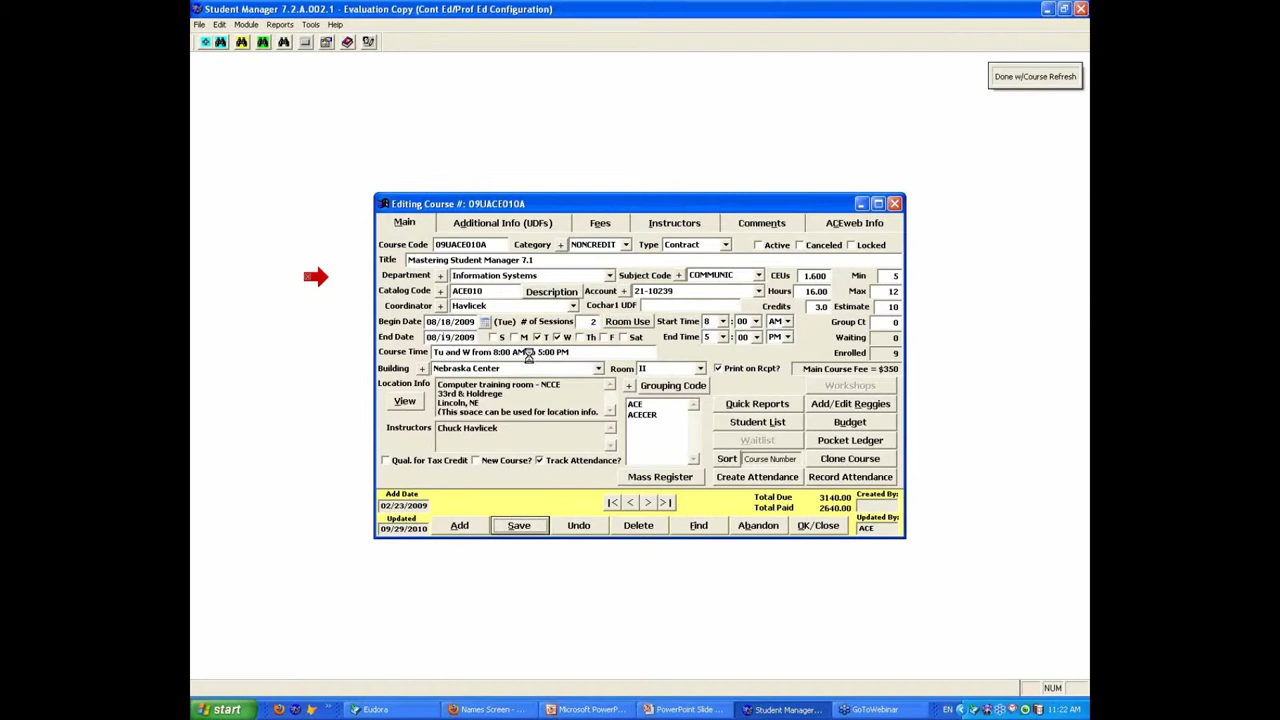 Student Manager 7.2.A.002.1 - Evaluation Copy (Cont Ed/Prof Ed Configuration)
File Edit Module Reports Tools Help
Done w/Course Refresh
Editing Course #: 09UACE010A
Main Additional Info (UDFs) Fees Instructors Comments ACEweb Info
Course Code 09UACE010A Category + NONCREDIT Type Contract Active Canceled Locked
Title Mastering Student Manager 7.1
Department + Information Systems Subject Code + COMMUNIC CEUs 1.600 Min 5
Catalog Code + ACE010 Description Account + 21-10239 Hours 16.00 Max 12
Coordinator + Havlicek Cochar1 UDF Credits 3.0 Estimate 10
Begin Date 08/18/2009 (Tue) # of Sessions 2 Room Use Start Time 8 : 00 AM Group Ct 0
End Date 08/19/2009 S M T W Th F Sat End Time 5 : 00 PM Waiting 0
Course Time Tu and W from 8:00 AM 5:00 PM Enrolled 9
Building + Nebraska Center Room II Print on Rcpt? Main Course Fee = $350
Location Info Computer training room - NCCE + Grouping Code Workshops
33rd & Holdrege
View Lincoln, NE ACE Quick Reports Add/Edit Reggies
(This space can be used for location info. ACECER Student List Budget
Instructors Chuck Havlicek Waitlist Pocket Ledger
Qual. for Tax Credit New Course? Track Attendance? Sort Course Number Clone Course
Mass Register Create Attendance Record Attendance
Add Date Total Due 3140.00 Created By:
02/23/2009 |< < > >| Total Paid 2640.00
Updated Updated By:
09/29/2010 Add Save Undo Delete Find Abandon OK/Close ACE
NUM
start Eudora Names Screen - ... Microsoft PowerP... PowerPoint Slide ... Student Manager... GoToWebinar EN 11:22 AM